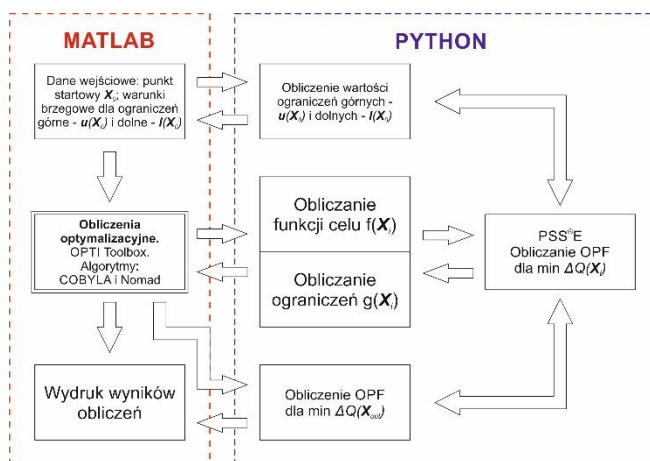 MATLAB
PYTHON
Dane wejściowe: punkt
startowy X₀; warunki
brzegowe dla ograniczeń
górne - u(X₀) i dolne - l(X₀)
Obliczenie wartości
ograniczeń górnych -
u(X₀) i dolnych - l(X₀)
Obliczenia
optymalizacyjne.
OPTI Toolbox.
Algorytmy:
COBYLA i Nomad
Obliczanie
funkcji celu f(Xᵢ)
Obliczanie
ograniczeń g(Xᵢ)
PSS®E
Obliczanie OPF
dla min ΔQ(Xᵢ)
Wydruk wyników
obliczeń
Obliczenie OPF
dla min ΔQ(Xout)